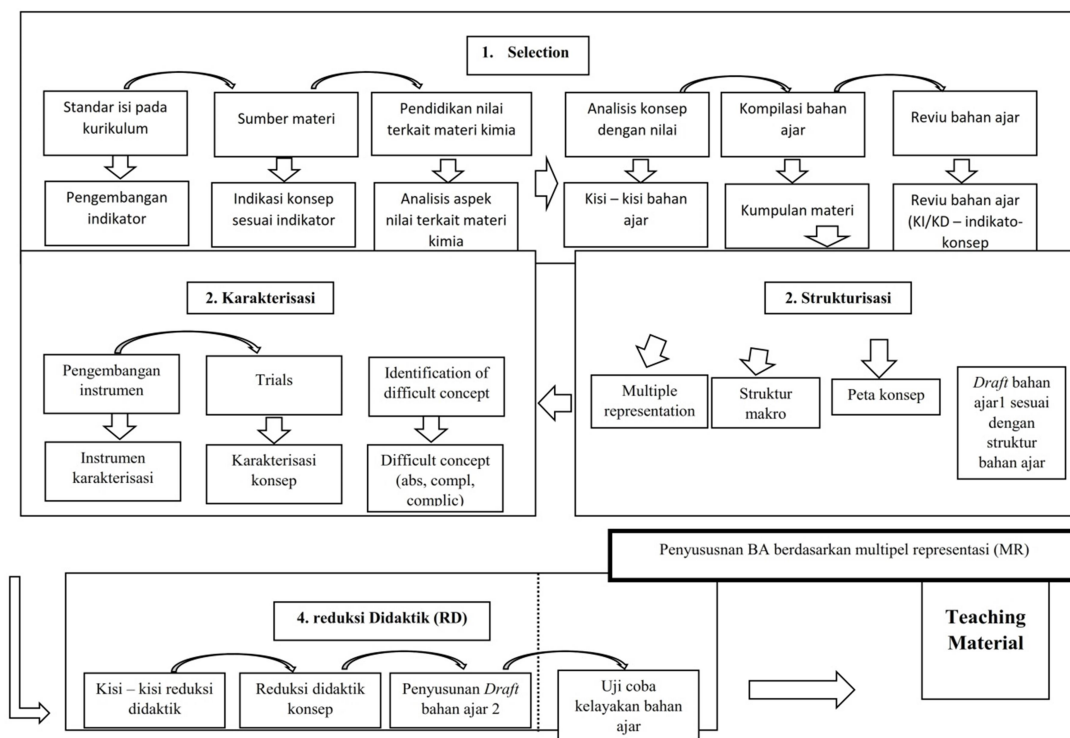 1. Selection
Standar isi pada
kurikulum
Sumber materi
Pendidikan nilai
terkait materi kimia
Analisis konsep
dengan nilai
Kompilasi bahan
ajar
Reviu bahan ajar
Pengembangan
indikator
Indikasi konsep
sesuai indikator
Analisis aspek
nilai terkait materi
kimia
Kisi – kisi bahan
ajar
Kumpulan materi
Reviu bahan ajar
(KI/KD – indikato-
konsep
2. Karakterisasi
Pengembangan
instrumen
Trials
Identification of
difficult concept
Instrumen
karakterisasi
Karakterisasi
konsep
Difficult concept
(abs, compl,
complic)
2. Strukturisasi
Multiple
representation
Struktur
makro
Peta konsep
Draft bahan
ajar1 sesuai
dengan
struktur
bahan ajar
Penyususnan BA berdasarkan multipel representasi (MR)
4. reduksi Didaktik (RD)
Kisi – kisi reduksi
didaktik
Reduksi didaktik
konsep
Penyusunan Draft
bahan ajar 2
Uji coba
kelayakan bahan
ajar
Teaching
Material